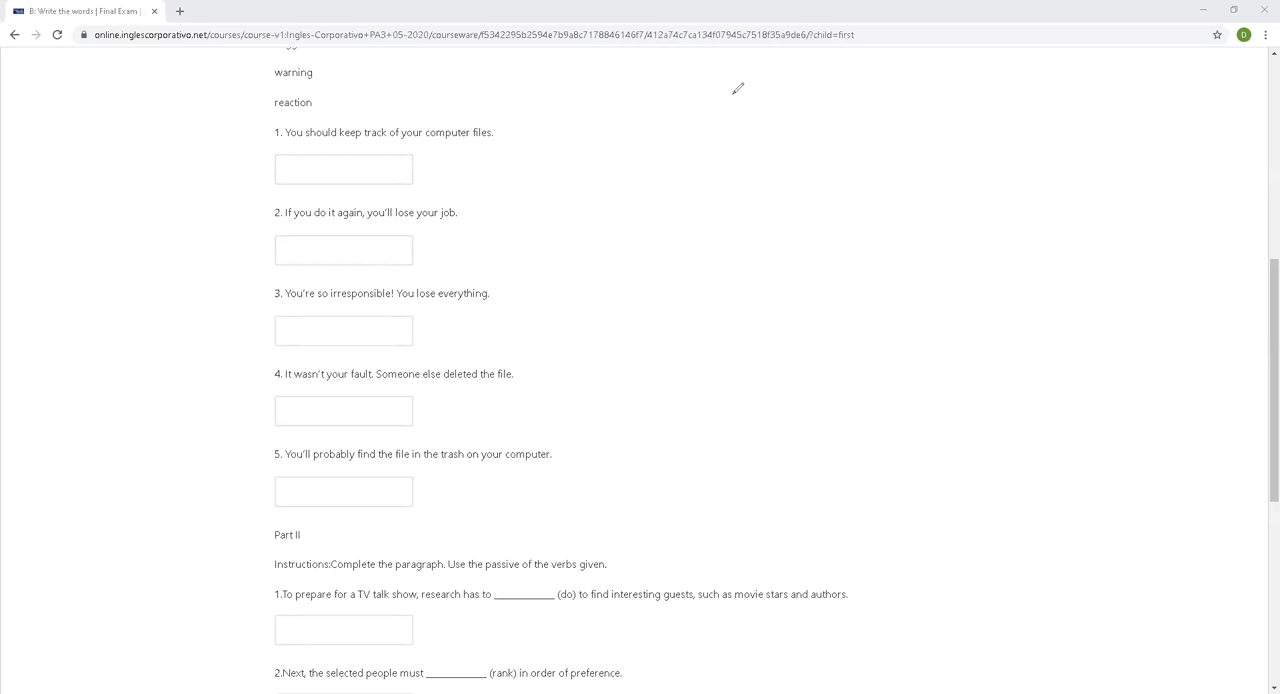 B: Write the words | Final Exam |
online.inglescorporativo.net/courses/course-v1:Ingles-Corporativo+PA3+05-2020/courseware/f5342295b2594e7b9a8c7178846146f7/412a74c7ca134f07945c7518f35a9de6/?child=first
D
warning
reaction
1. You should keep track of your computer files.
2. If you do it again, you'll lose your job.
3. You're so irresponsible! You lose everything.
4. It wasn't your fault. Someone else deleted the file.
5. You'll probably find the file in the trash on your computer.
Part II
Instructions:Complete the paragraph. Use the passive of the verbs given.
1.To prepare for a TV talk show, research has to ___________ (do) to find interesting guests, such as movie stars and authors.
2.Next, the selected people must ___________ (rank) in order of preference.